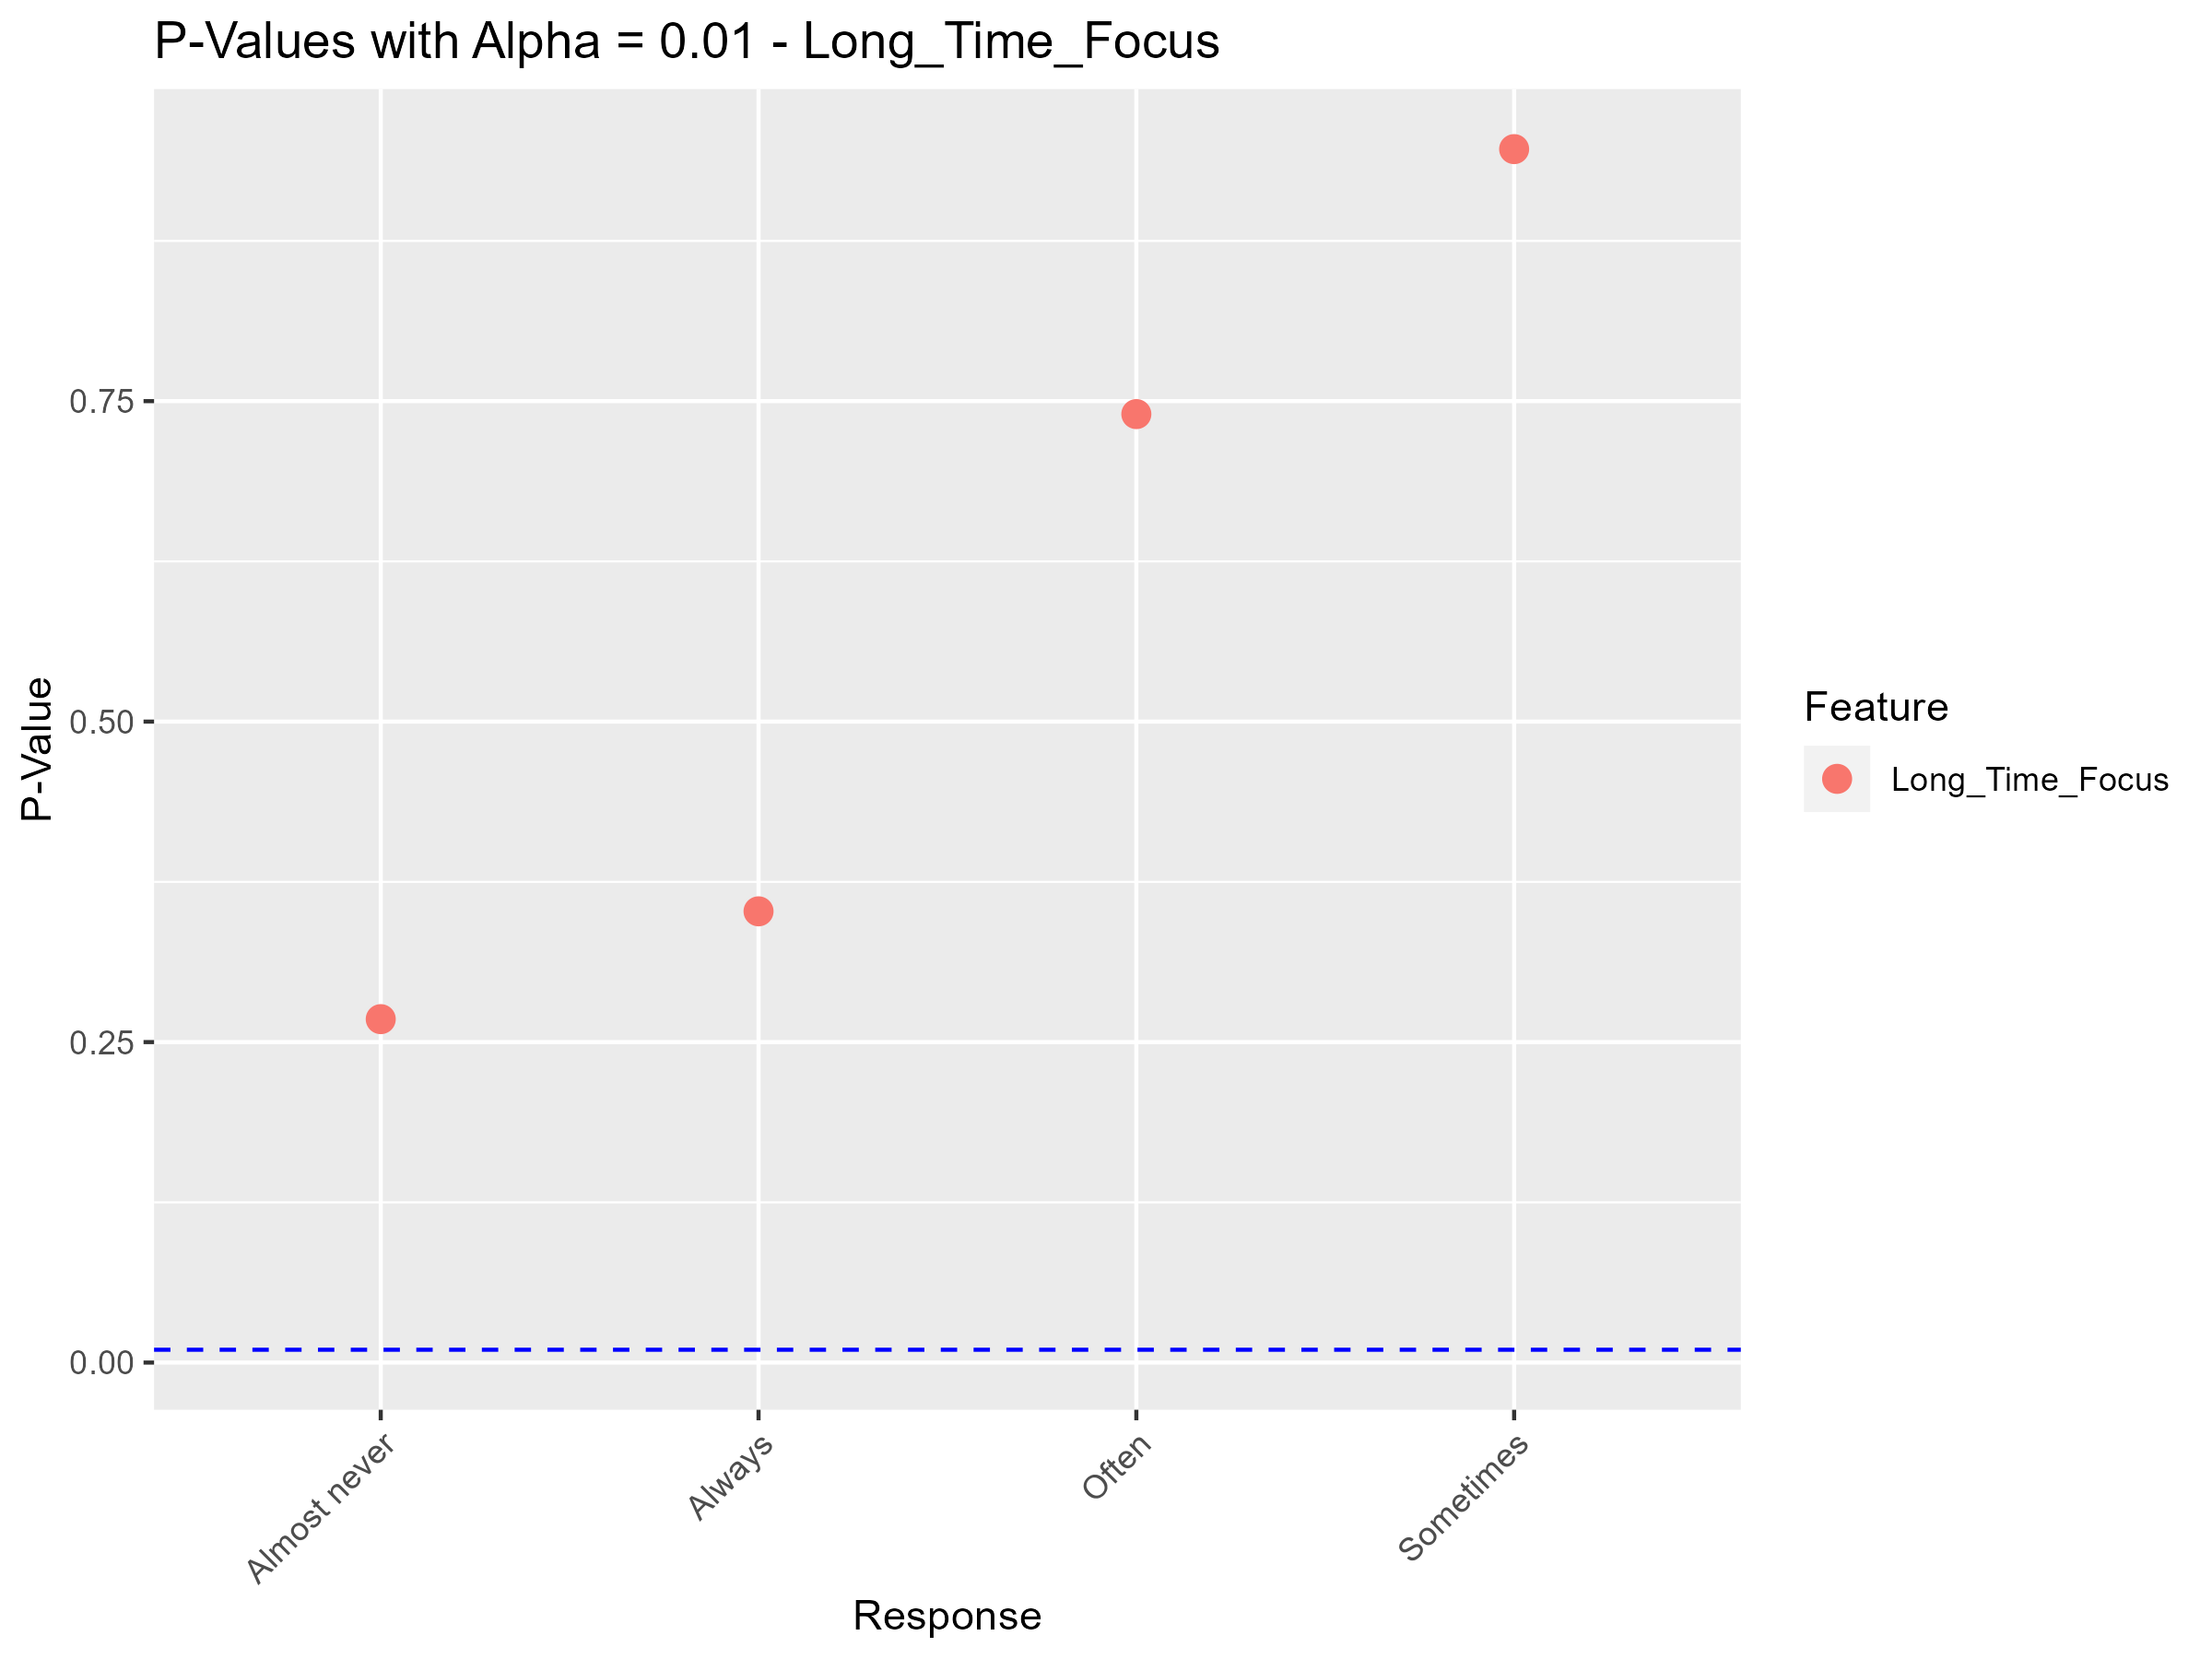 P-Values with Alpha = 0.01 - Long_Time_Focus
P-Value
0.75
0.50
0.25
0.00
Almost never
Always
Often
Sometimes
Response
Feature
Long_Time_Focus